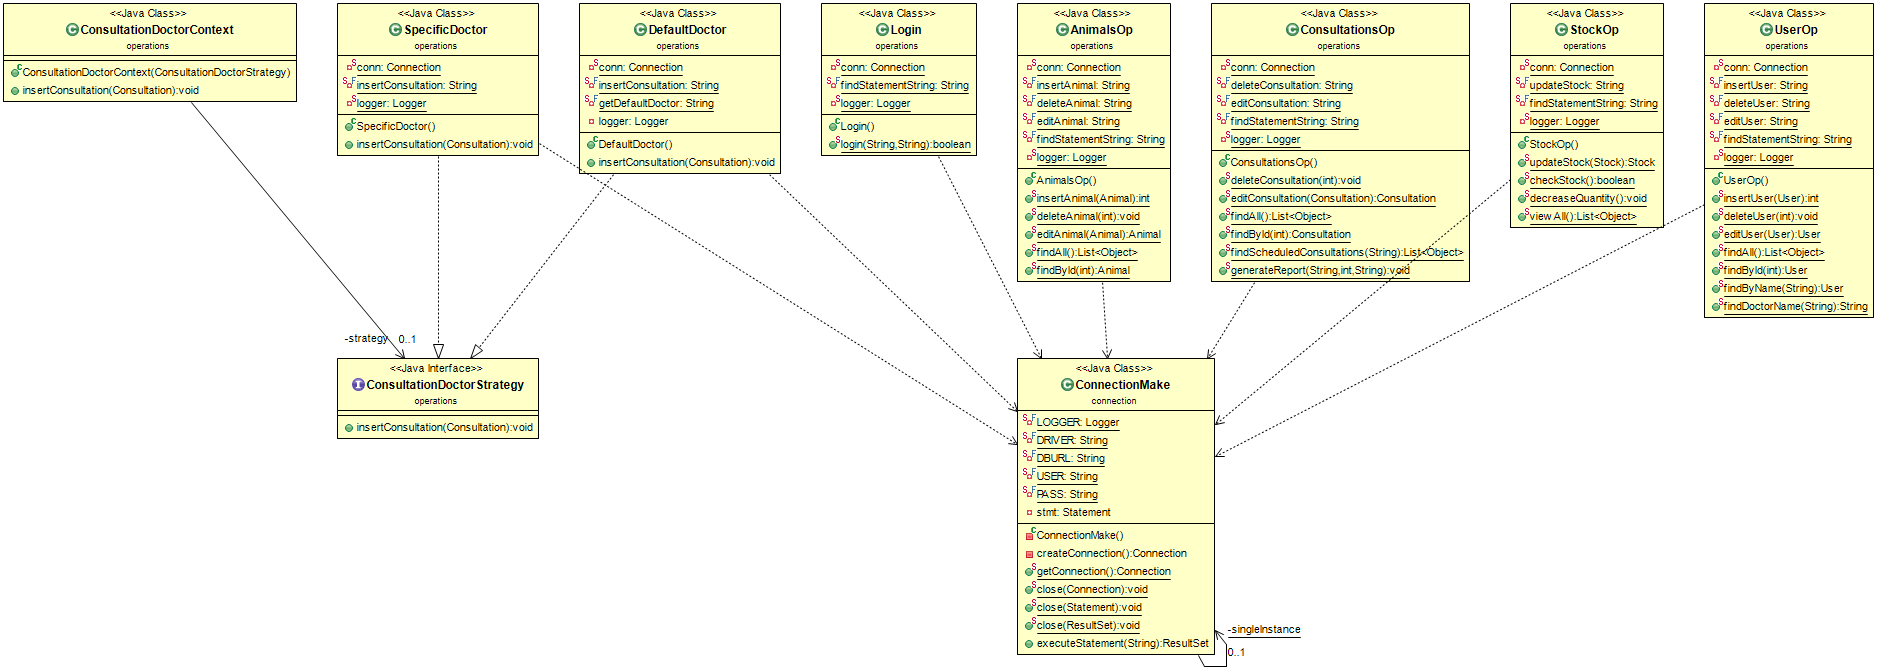 <<Java Class>>
ConsultationDoctorContext
operations
ConsultationDoctorContext(ConsultationDoctorStrategy)
insertConsultation(Consultation):void
<<Java Class>>
SpecificDoctor
operations
conn: Connection
insertConsultation: String
logger: Logger
SpecificDoctor()
insertConsultation(Consultation):void
<<Java Class>>
DefaultDoctor
operations
conn: Connection
insertConsultation: String
getDefaultDoctor: String
logger: Logger
DefaultDoctor()
insertConsultation(Consultation):void
<<Java Class>>
Login
operations
conn: Connection
findStatementString: String
logger: Logger
Login()
login(String,String):boolean
<<Java Class>>
AnimalsOp
operations
conn: Connection
insertAnimal: String
deleteAnimal: String
editAnimal: String
findStatementString: String
logger: Logger
AnimalsOp()
insertAnimal(Animal):int
deleteAnimal(int):void
editAnimal(Animal):Animal
findAll():List<Object>
findById(int):Animal
<<Java Class>>
ConsultationsOp
operations
conn: Connection
deleteConsultation: String
editConsultation: String
findStatementString: String
logger: Logger
ConsultationsOp()
deleteConsultation(int):void
editConsultation(Consultation):Consultation
findAll():List<Object>
findById(int):Consultation
findScheduledConsultations(String):List<Object>
generateReport(String,int,String):void
<<Java Class>>
StockOp
operations
conn: Connection
updateStock: String
findStatementString: String
logger: Logger
StockOp()
updateStock(Stock):Stock
checkStock():boolean
decreaseQuantity():void
viewAll():List<Object>
<<Java Class>>
UserOp
operations
conn: Connection
insertUser: String
deleteUser: String
editUser: String
findStatementString: String
logger: Logger
UserOp()
insertUser(User):int
deleteUser(int):void
editUser(User):User
findAll():List<Object>
findById(int):User
findByName(String):User
findDoctorName(String):String
-strategy 0..1
<<Java Interface>>
ConsultationDoctorStrategy
operations
insertConsultation(Consultation):void
<<Java Class>>
ConnectionMake
connection
LOGGER: Logger
DRIVER: String
DBURL: String
USER: String
PASS: String
stmt: Statement
ConnectionMake()
createConnection():Connection
getConnection():Connection
close(Connection):void
close(Statement):void
close(ResultSet):void
executeStatement(String):ResultSet
-singleInstance
0..1